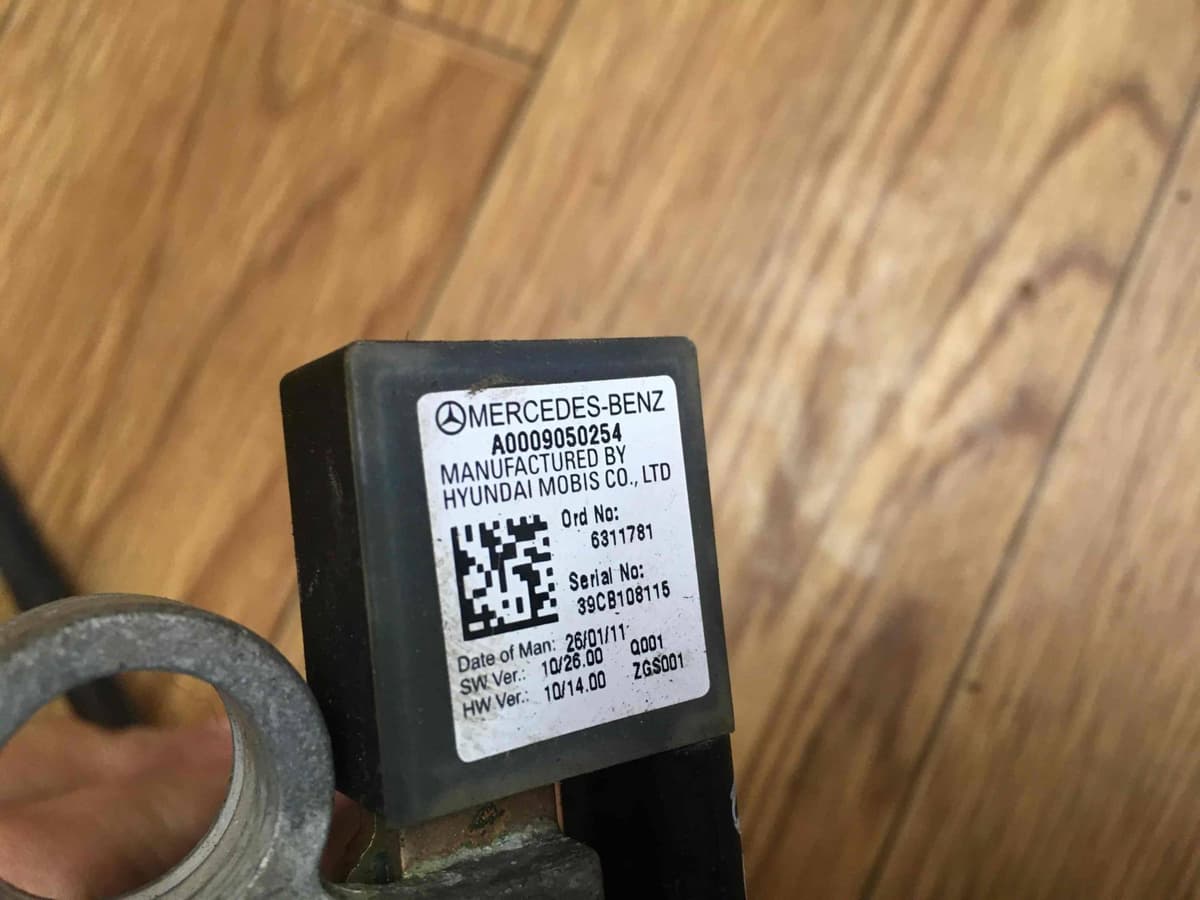 MERCEDES-BENZ
A0009050254
MANUFACTURED BY
HYUNDAI MOBIS CO., LTD
Ord No:
6311781
Serial No:
39CB108115
Date of Man: 26/01/11
SW Ver.: 10/26.00 Q001
HW Ver.: 10/14.00 ZGS001